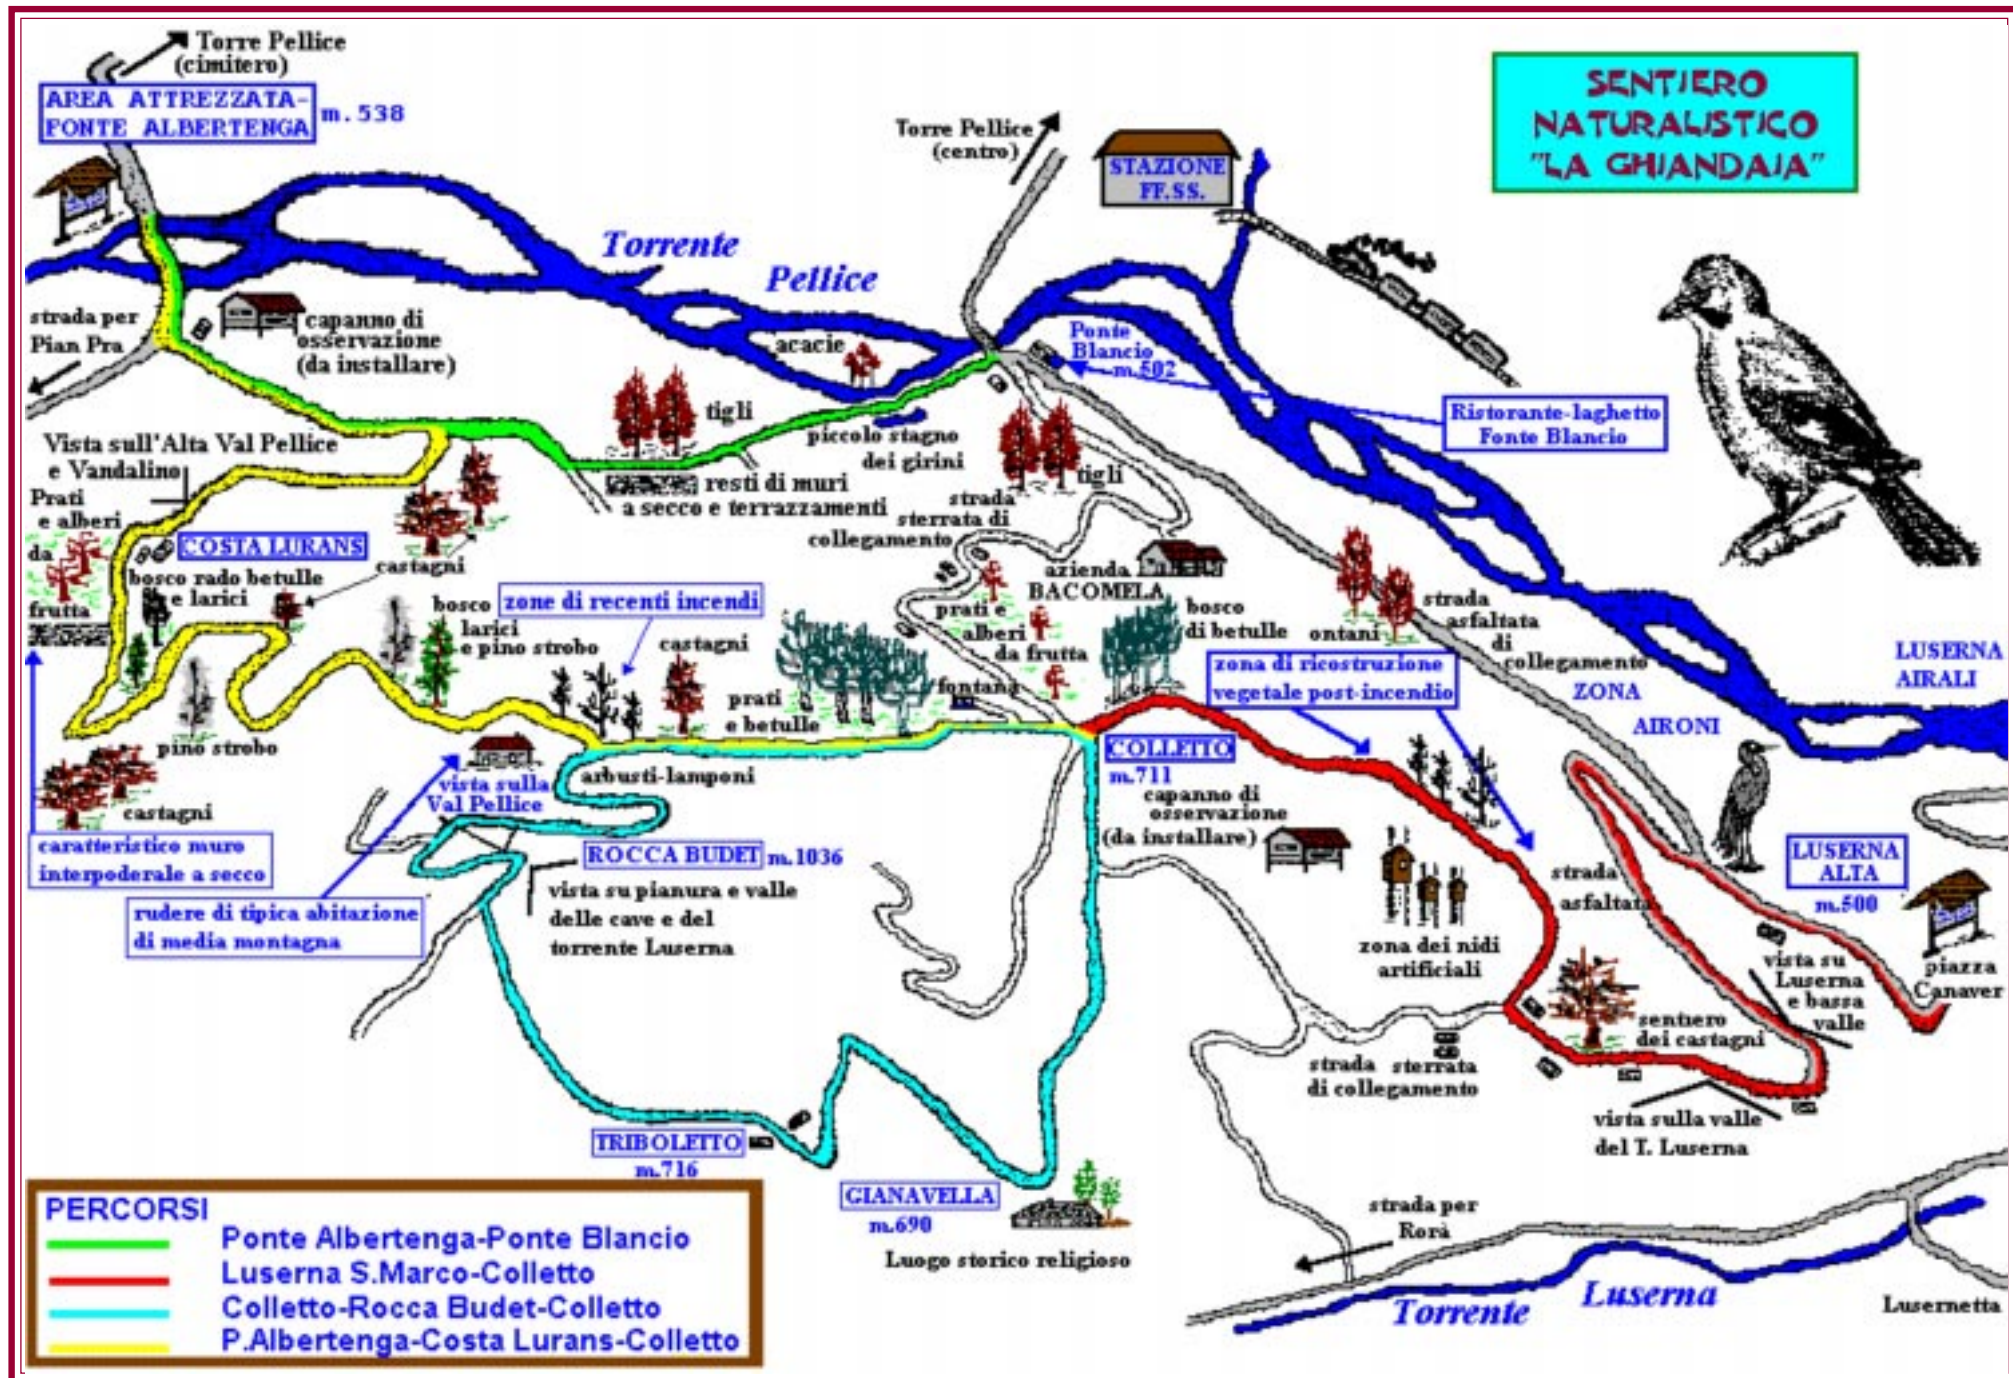 Torre Pellice
(cimitero)
AREA ATTREZZATA-
FONTE ALBERTENGA
m.538
Torre Pellice
(centro)
STAZIONE
FF.SS.
SENTIERO
NATURALISTICO
"LA GHIANDAIA"
Torrente
Pellice
strada per
Pian Pra
capanno di
osservazione
(da installare)
acacie
Ponte
Blancio
m.502
Ristorante-laghetto
Fonte Blancio
tigli
piccolo stagno
dei girini
Vista sull'Alta Val Pellice
e Vandalino
resti di muri
a secco e terrazzamenti
tigli
strada
sterrata di
collegamento
Prati
e alberi
da
frutta
COSTA LURANS
castagni
bosco rado betulle
e larici
azienda
BACOMELA
bosco
larici
e pino strobo
zone di recenti incendi
castagni
prati e
alberi
da frutta
bosco
di betulle
ontani
strada
asfaltata
di
collegamento
zona di ricostruzione
vegetale post-incendio
ZONA
AIRONI
LUSERNA
AIRALI
prati
e betulle
fontana
pino strobo
COLLETTO
m.711
castagni
vista sulla
Val Pellice
arbusti-lamponi
capanno di
osservazione
(da installare)
caratteristico muro
interpoderale a secco
ROCCA BUDET m.1036
rudere di tipica abitazione
di media montagna
vista su pianura e valle
delle cave e del
torrente Luserna
strada
asfaltata
LUSERNA
ALTA
m.500
zona dei nidi
artificiali
vista su
Luserna
e bassa
valle
piazza
Canaver
sentiero
dei castagni
strada sterrata
di collegamento
vista sulla valle
del T. Luserna
TRIBOLETTO
m.716
GIANAVELLA
m.690
Luogo storico religioso
strada per
Rorà
Torrente Luserna
Lusernetta
PERCORSI
Ponte Albertenga-Ponte Blancio
Luserna S.Marco-Colletto
Colletto-Rocca Budet-Colletto
P.Albertenga-Costa Lurans-Colletto